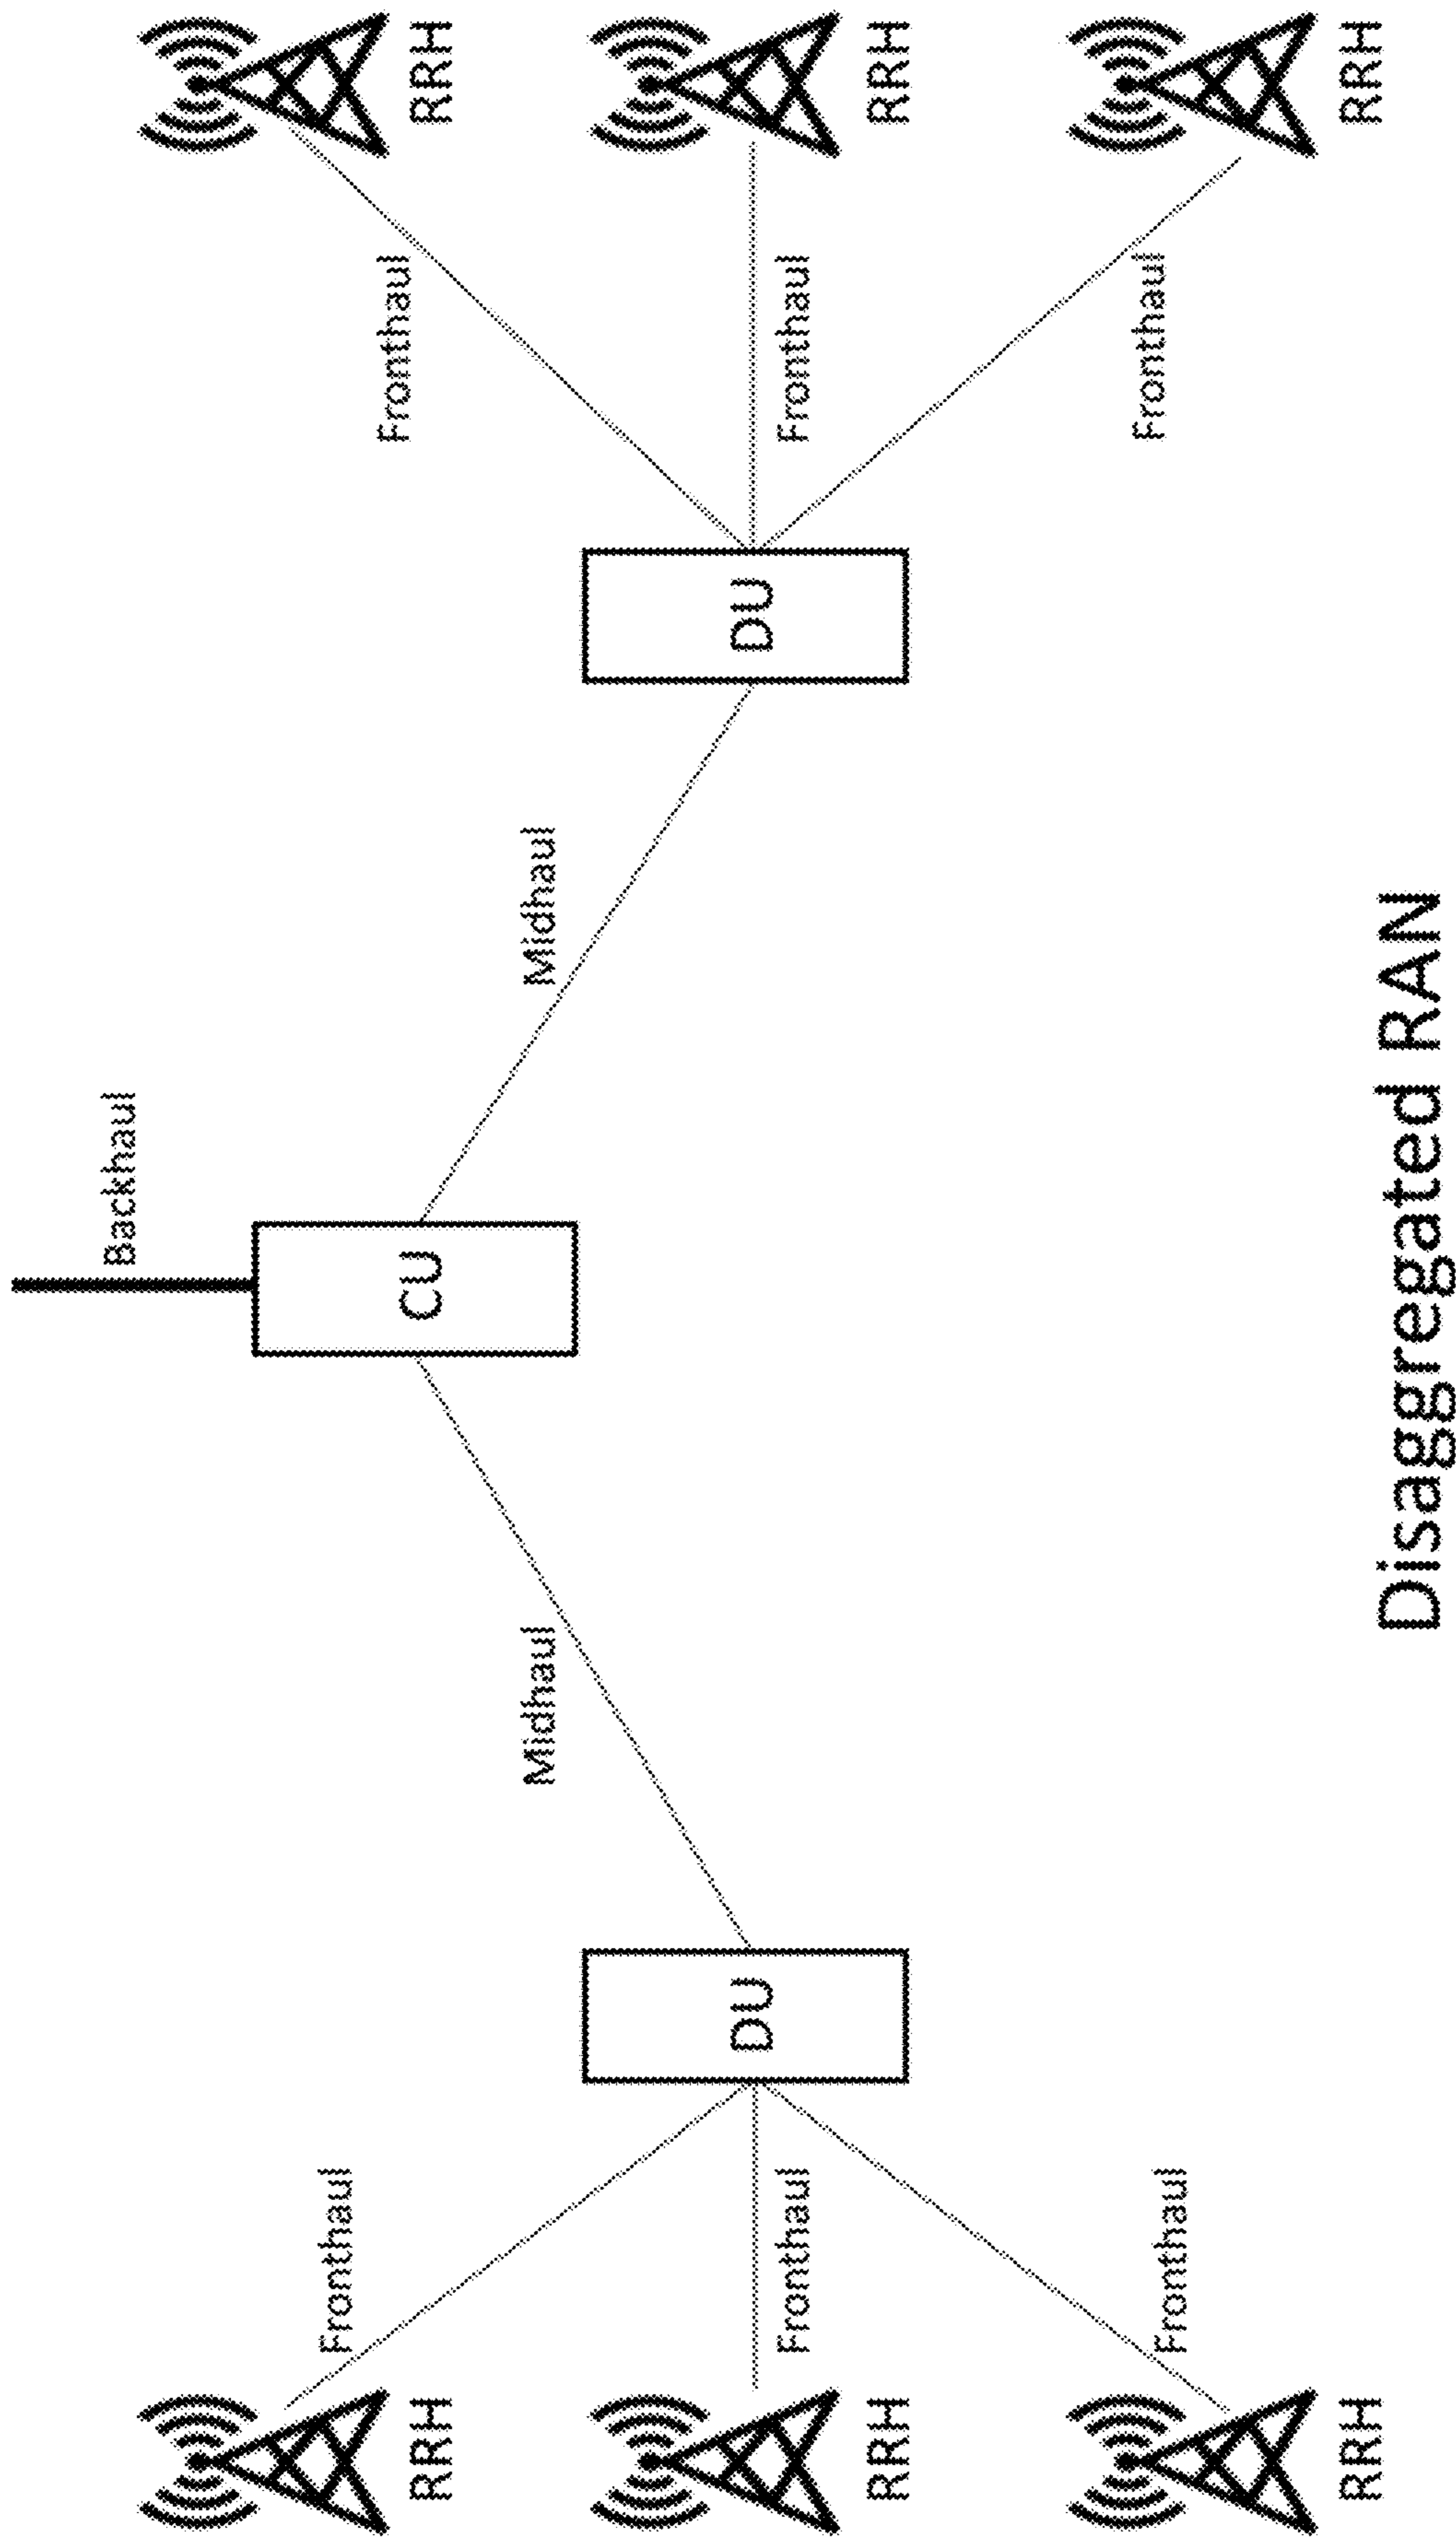 Backhaul
Fronthaul
Fronthaul
CU
RRH
RRH
Midhaul
Midhaul
DU
DU
Fronthaul
Fronthaul
RRH
RRH
Fronthaul
Fronthaul
RRH
RRH
Disaggregated RAN